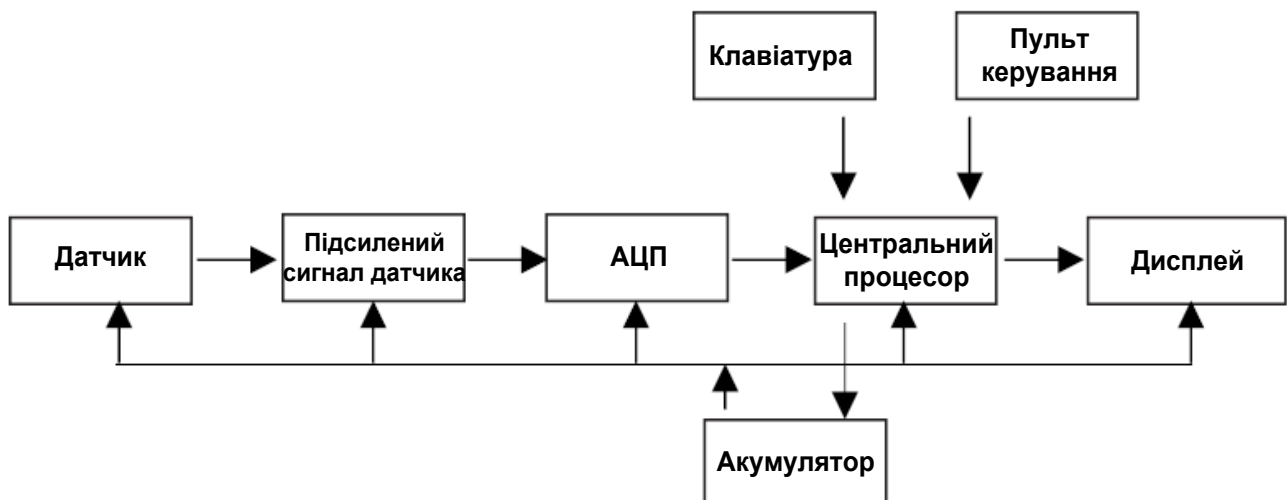 Клавіатура
Пульт
керування
Датчик
Підсилений
сигнал датчика
АЦП
Центральний
процесор
Дисплей
Акумулятор